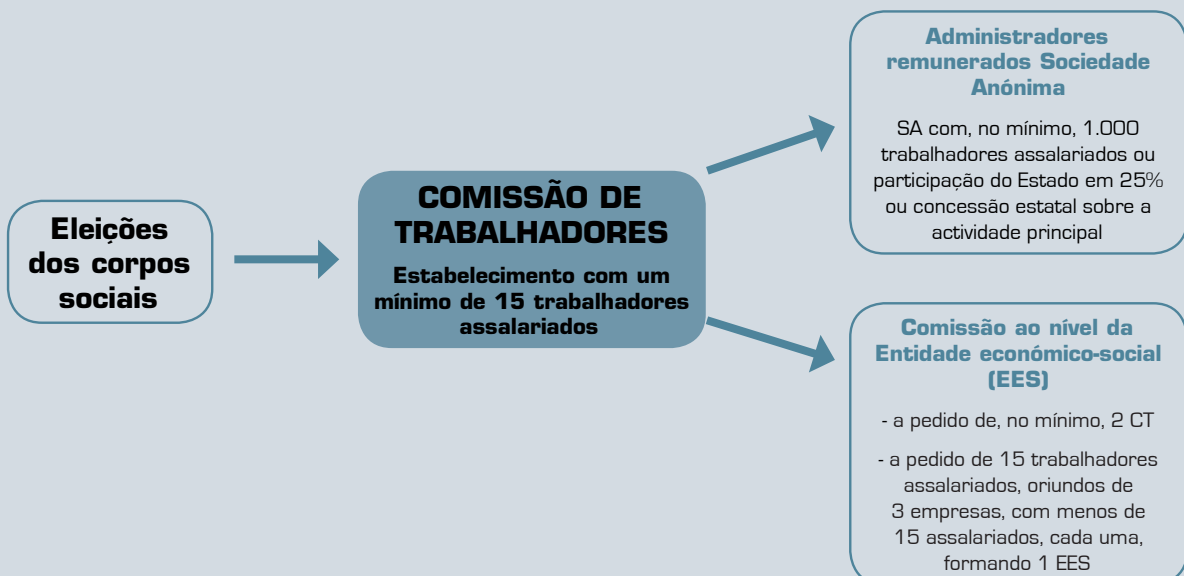 Eleições
dos corpos
sociais
COMISSÃO DE
TRABALHADORES
Estabelecimento com um
mínimo de 15 trabalhadores
assalariados
Administradores
remunerados Sociedade
Anónima
SA com, no mínimo, 1.000
trabalhadores assalariados ou
participação do Estado em 25%
ou concessão estatal sobre a
actividade principal
Comissão ao nível da
Entidade económico-social
(EES)
- a pedido de, no mínimo, 2 CT
- a pedido de 15 trabalhadores
assalariados, oriundos de
3 empresas, com menos de
15 assalariados, cada uma,
formando 1 EES